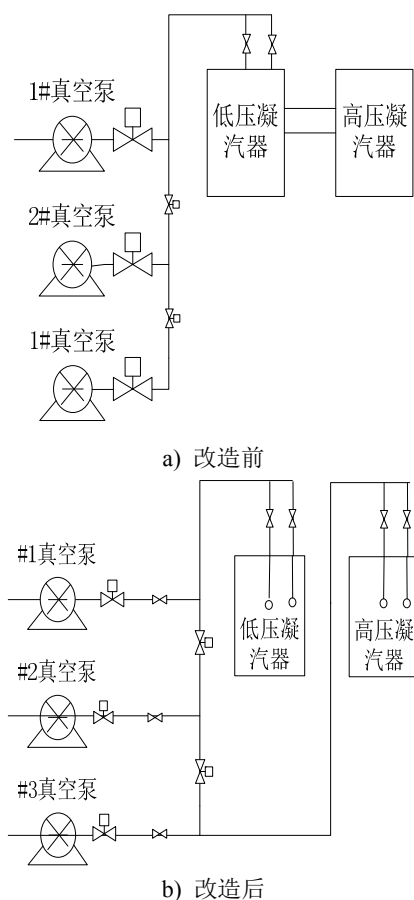 1#真空泵
低压凝
汽器
高压凝
汽器
2#真空泵
1#真空泵
a) 改造前
#1真空泵
低压凝
汽器
高压凝
汽器
#2真空泵
#3真空泵
b) 改造后